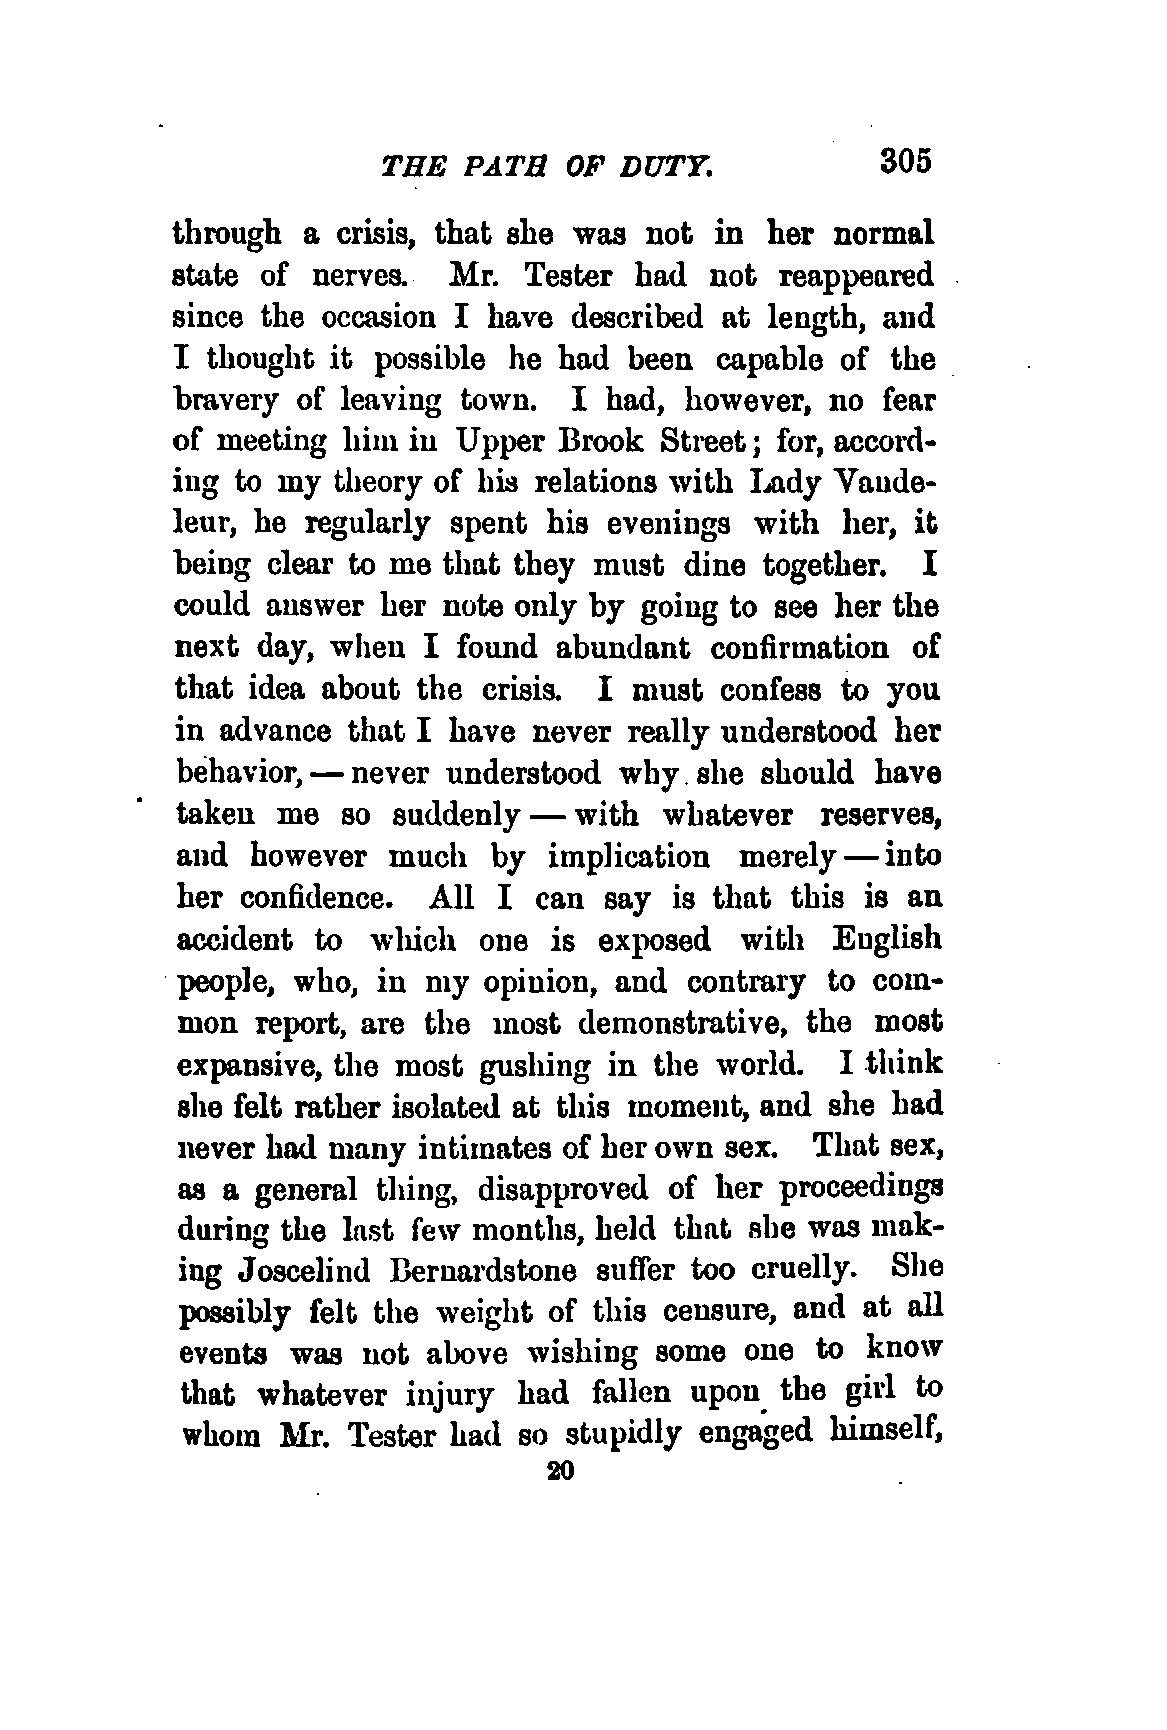 THE PATH OF DUTY. 305
through a crisis, that she was not in her normal
state of nerves. Mr. Tester had not reappeared
since the occasion I have described at length, and
I thought it possible he had been capable of the
bravery of leaving town. I had, however, no fear
of meeting him in Upper Brook Street; for, accord-
ing to my theory of his relations with Lady Vande-
leur, he regularly spent his evenings with her, it
being clear to me that they must dine together. I
could answer her note only by going to see her the
next day, when I found abundant confirmation of
that idea about the crisis. I must confess to you
in advance that I have never really understood her
behavior, — never understood why she should have
taken me so suddenly — with whatever reserves,
and however much by implication merely — into
her confidence. All I can say is that this is an
accident to which one is exposed with English
people, who, in my opinion, and contrary to com-
mon report, are the most demonstrative, the most
expansive, the most gushing in the world. I think
she felt rather isolated at this moment, and she had
never had many intimates of her own sex. That sex,
as a general thing, disapproved of her proceedings
during the last few months, held that she was mak-
ing Joscelind Bernardstone suffer too cruelly. She
possibly felt the weight of this censure, and at all
events was not above wishing some one to know
that whatever injury had fallen upon the girl to
whom Mr. Tester had so stupidly engaged himself,
20